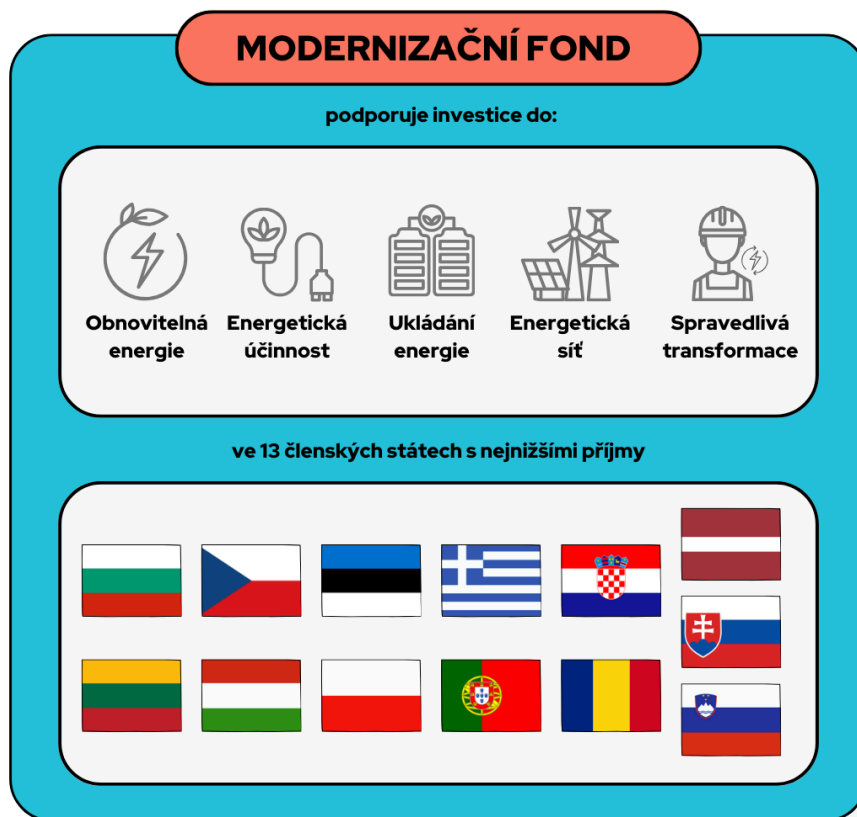 MODERNIZAČNÍ FOND
podporuje investice do:
Obnovitelná
energie
Energetická
účinnost
Ukládání
energie
Energetická
síť
Spravedlivá
transformace
ve 13 členských státech s nejnižšími příjmy